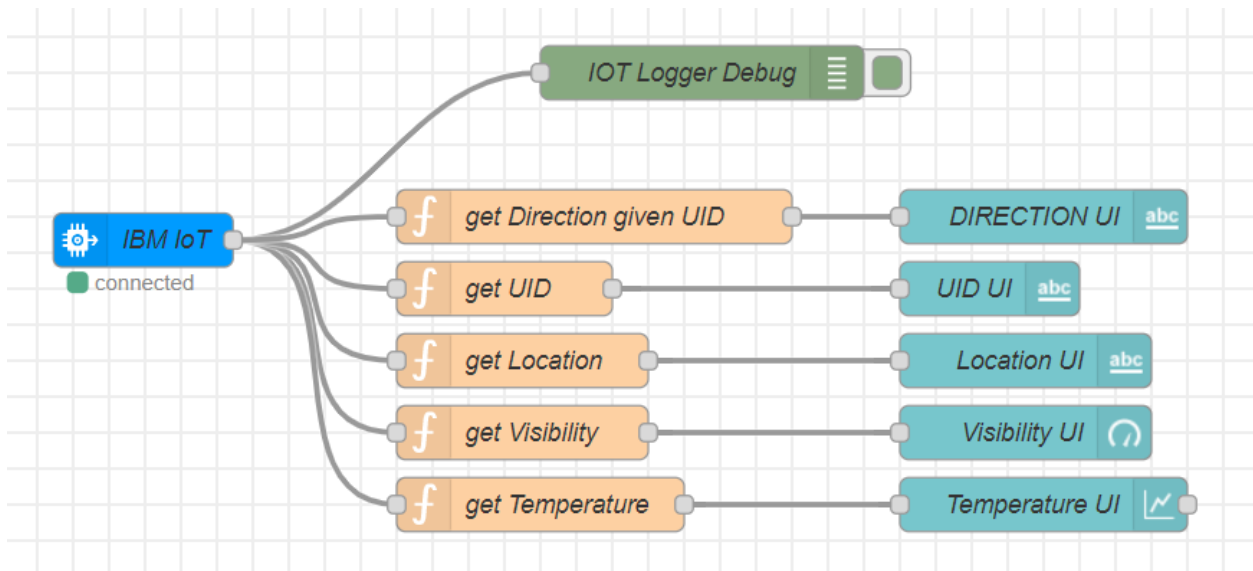 IOT Logger Debug
get Direction given UID
DIRECTION UI
abc
IBM IoT
connected
get UID
UID UI
abc
get Location
Location UI
abc
get Visibility
Visibility UI
get Temperature
Temperature UI